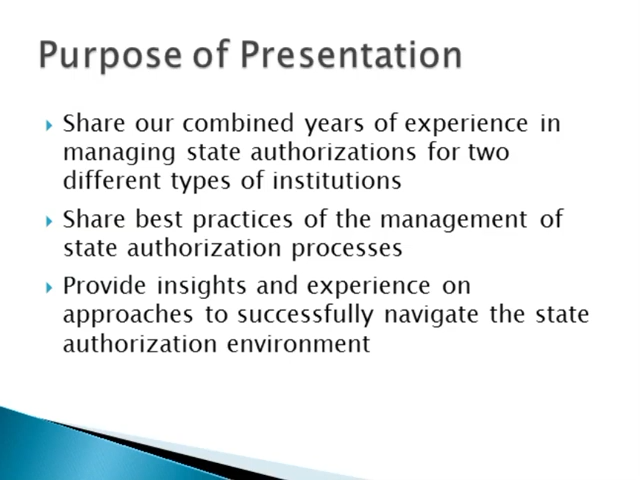 Purpose of Presentation
Share our combined years of experience in
managing state authorizations for two
different types of institutions
Share best practices of the management of
state authorization processes
Provide insights and experience on
approaches to successfully navigate the state
authorization environment